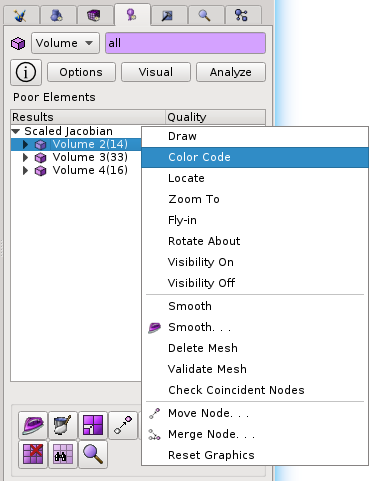 Volume all
Options Visual Analyze
Poor Elements
Results Quality
Scaled Jacobian
Volume 2(14)
Volume 3(33)
Volume 4(16)
Draw
Color Code
Locate
Zoom To
Fly-in
Rotate About
Visibility On
Visibility Off
Smooth
Smooth. . .
Delete Mesh
Validate Mesh
Check Coincident Nodes
Move Node. . .
Merge Node. . .
Reset Graphics